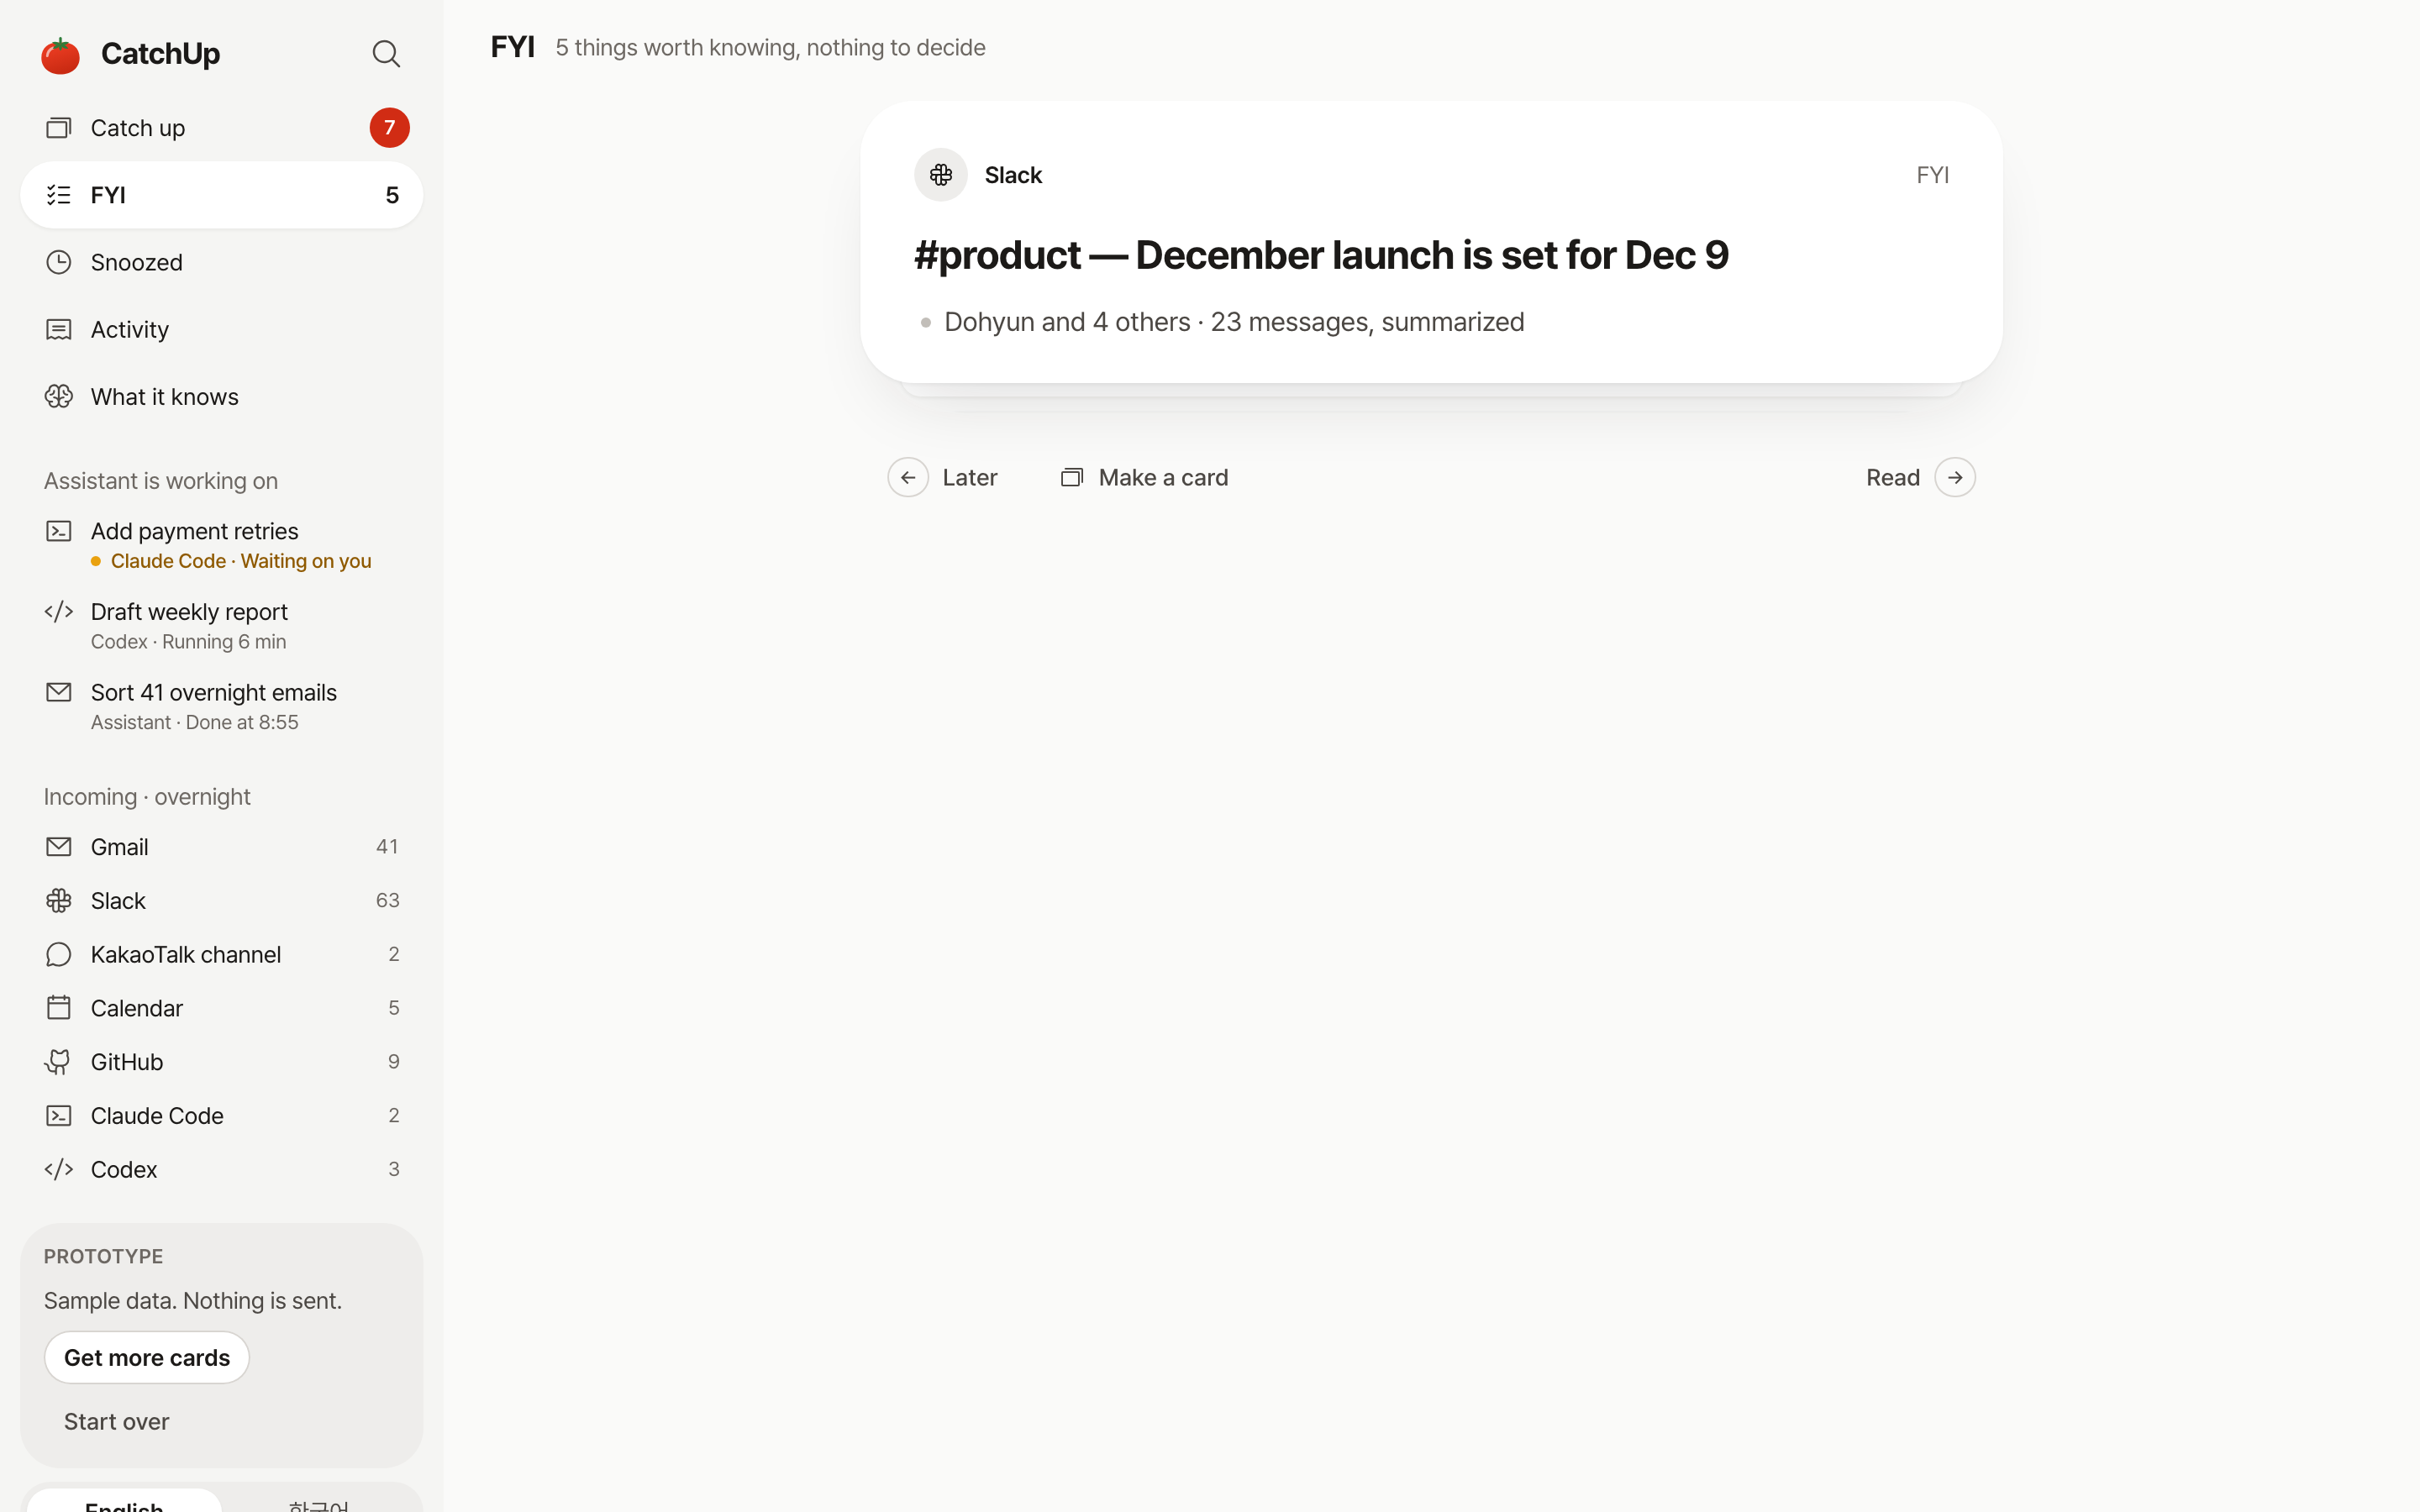 CatchUp
Catch up
7
FYI
5
Snoozed
Activity
What it knows
Assistant is working on
Add payment retries
Claude Code · Waiting on you
Draft weekly report
Codex · Running 6 min
Sort 41 overnight emails
Assistant · Done at 8:55
Incoming · overnight
Gmail
41
Slack
63
KakaoTalk channel
2
Calendar
5
GitHub
9
Claude Code
2
Codex
3
PROTOTYPE
Sample data. Nothing is sent.
Get more cards
Start over
English
한국어
FYI
5 things worth knowing, nothing to decide
Slack
FYI
#product — December launch is set for Dec 9
Dohyun and 4 others · 23 messages, summarized
Later
Make a card
Read